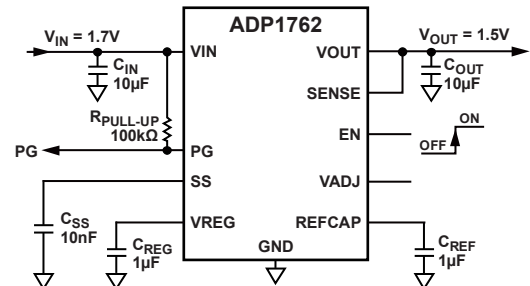 ADP1762
VIN = 1.7V
VIN
CIN
10µF
RPULL-UP
100kΩ
PG
PG
SS
CSS
10nF
VREG
CREG
1µF
GND
VOUT
VOUT = 1.5V
COUT
10µF
SENSE
EN
ON
OFF
VADJ
REFCAP
CREF
1µF